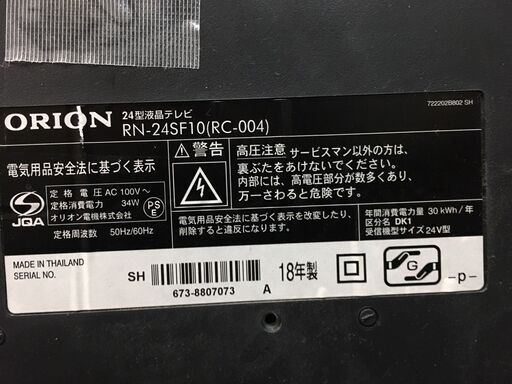 ORION
24型液晶テレビ
RN-24SF10(RC-004)
722202B802 SH
電気用品安全法に基づく表示
JQA
定格電圧 AC 100V～
定格消費電力 34W
オリオン電機株式会社
定格周波数 50Hz/60Hz
PSE
警告
高圧注意 サービスマン以外の方は、
裏ぶたをあけないでください。
内部には、高電圧部分が数多くあり、
万一さわると危険です。
電気用品安全法に基づく表示を改変したり、
削除すると違反になります。
年間消費電力量 30 kWh/年
区分名 DK1
受信機型サイズ 24V型
MADE IN THAILAND
SERIAL NO.
SH
673-8807073
A
18年製
G
-p-